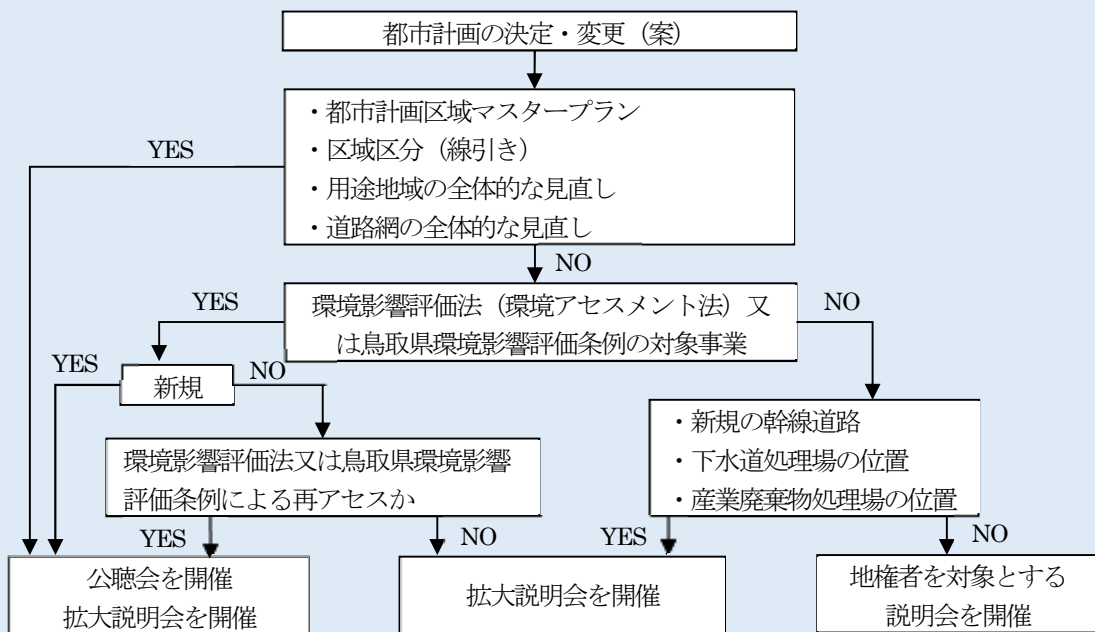 都市計画の決定・変更（案）
・都市計画区域マスタープラン
・区域区分（線引き）
・用途地域の全体的な見直し
・道路網の全体的な見直し
YES
NO
環境影響評価法（環境アセスメント法）又
は鳥取県環境影響評価条例の対象事業
YES
NO
新規
YES
NO
環境影響評価法又は鳥取県環境影響
評価条例による再アセスか
・新規の幹線道路
・下水道処理場の位置
・産業廃棄物処理場の位置
YES
NO
YES
NO
公聴会を開催
拡大説明会を開催
拡大説明会を開催
地権者を対象とする
説明会を開催